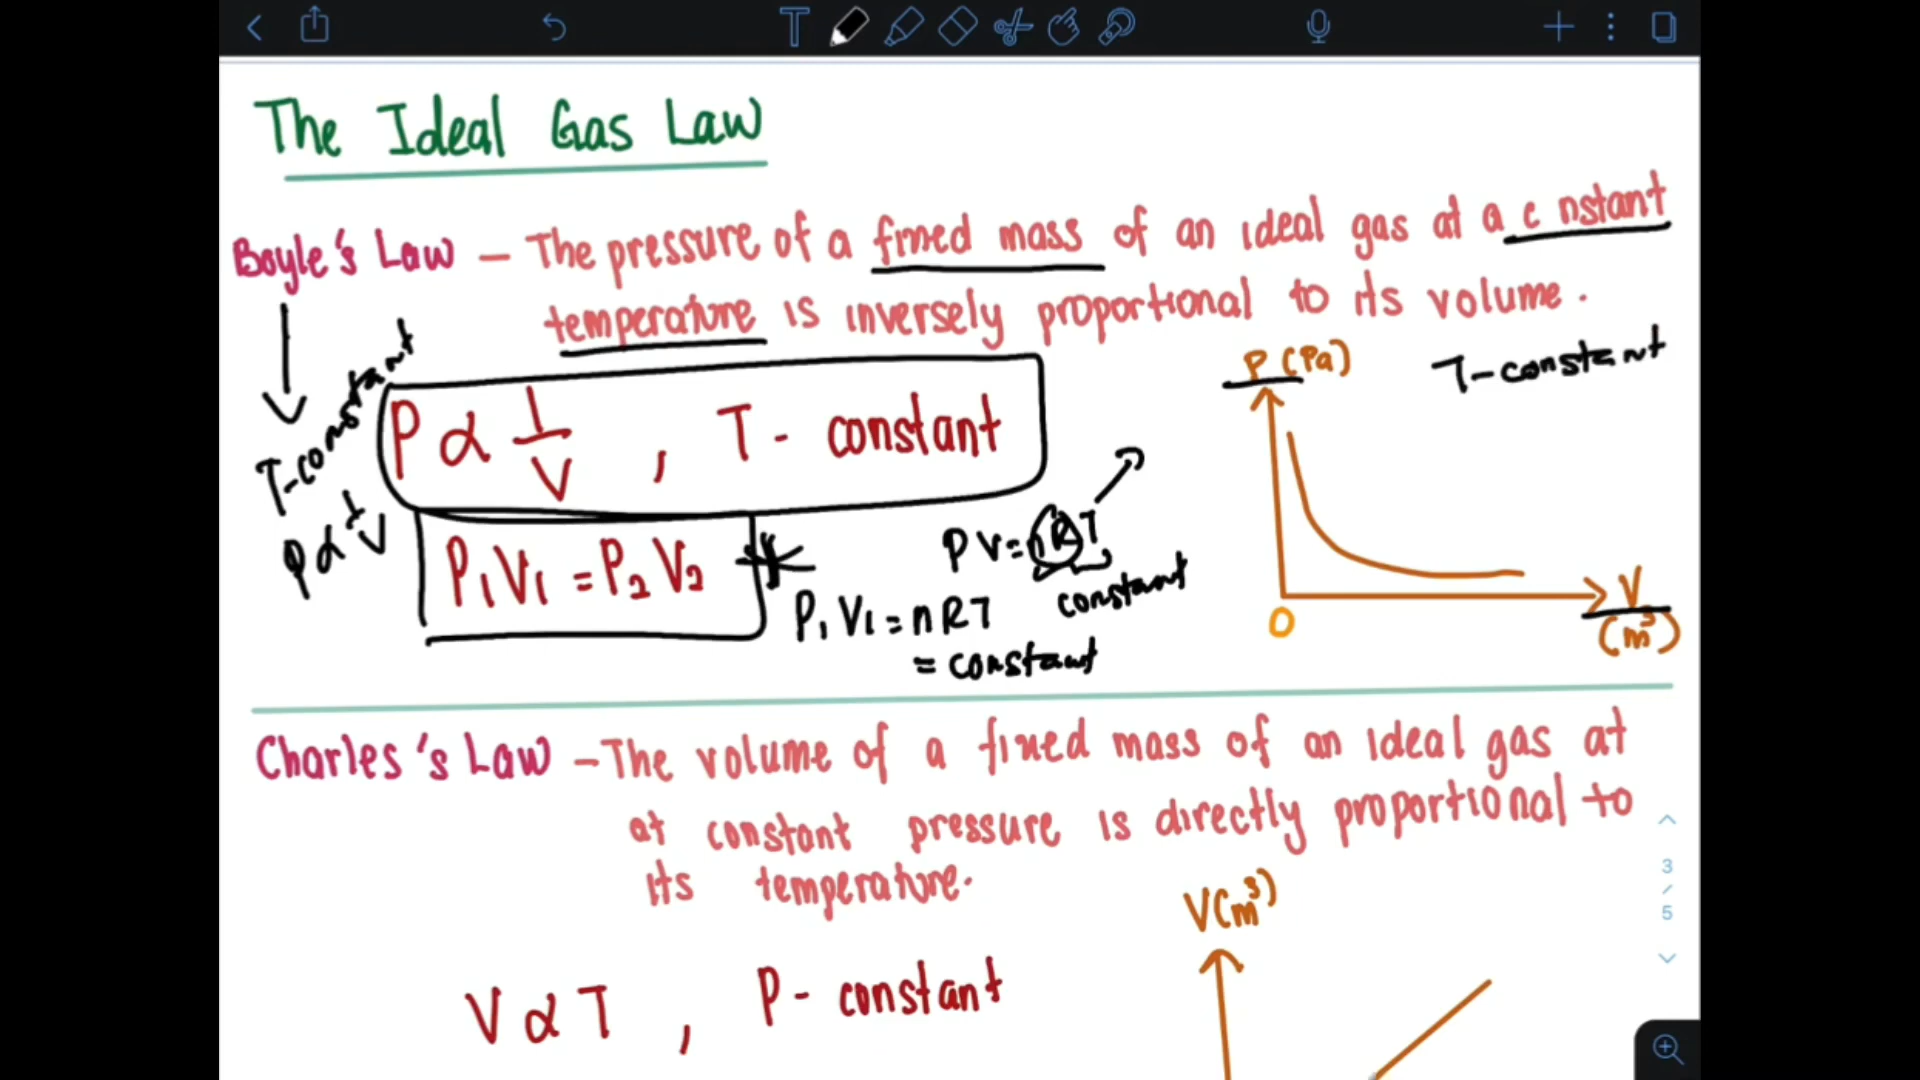 The Ideal Gas Law
Boyle's Law - The pressure of a fixed mass of an ideal gas at a c nstant
temperature is inversely proportional to its volume.
T-constant
P ∝ 1/V
P ∝ 1/V , T - constant
P₁V₁ = P₂V₂
PV = nRT
constant
P₁V₁ = nRT
= constant
P (Pa)
T-constant
O
V
(m³)
Charles's Law - The volume of a fixed mass of an ideal gas at
at constant pressure is directly proportional to
its temperature.
V ∝ T , P - constant
V(m³)
3
/
5